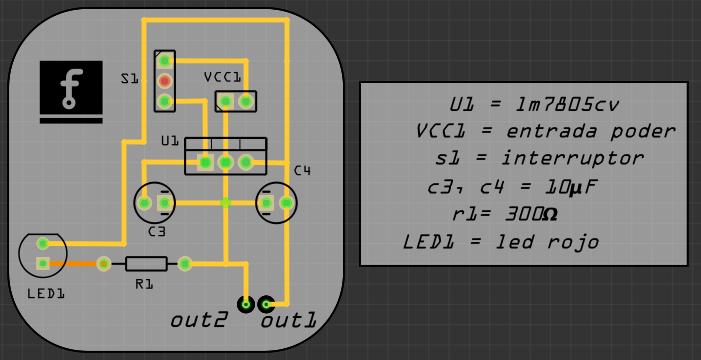 S1
VCC1
U1
C4
C3
R1
LED1
out2
out1
U1 = lm7805cv
VCC1 = entrada poder
s1 = interruptor
c3, c4 = 10µF
r1= 300Ω
LED1 = led rojo